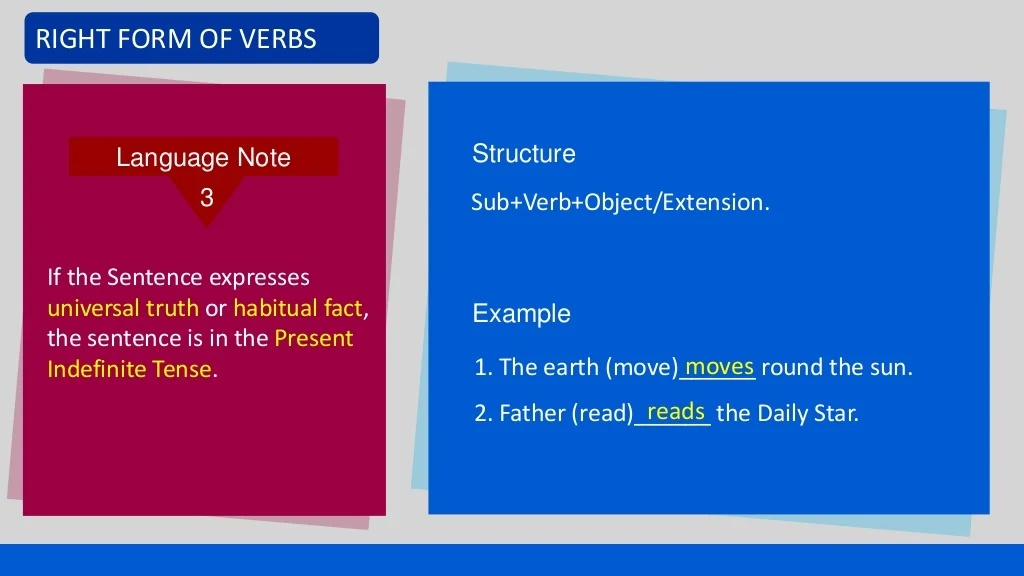 RIGHT FORM OF VERBS
Language Note
3
If the Sentence expresses
universal truth or habitual fact,
the sentence is in the Present
Indefinite Tense.
Structure
Sub+Verb+Object/Extension.
Example
1. The earth (move)_moves_ round the sun.
2. Father (read)_reads_ the Daily Star.